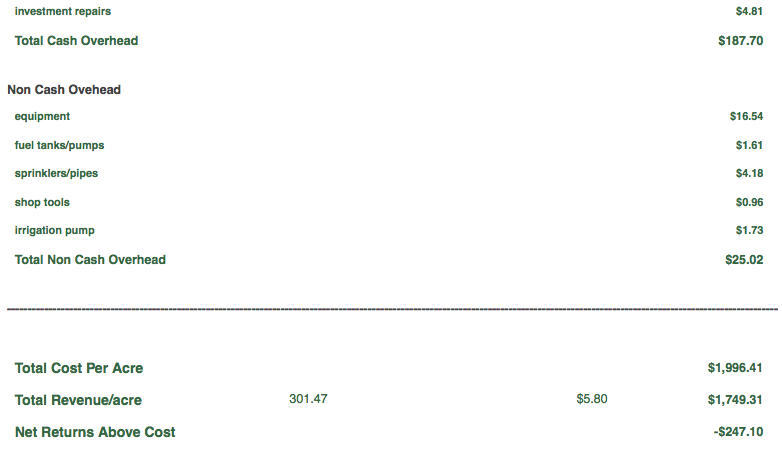 investment repairs $4.81
Total Cash Overhead $187.70
Non Cash Ovehead
equipment $16.54
fuel tanks/pumps $1.61
sprinklers/pipes $4.18
shop tools $0.96
irrigation pump $1.73
Total Non Cash Overhead $25.02
Total Cost Per Acre $1,996.41
Total Revenue/acre 301.47 $5.80 $1,749.31
Net Returns Above Cost -$247.10